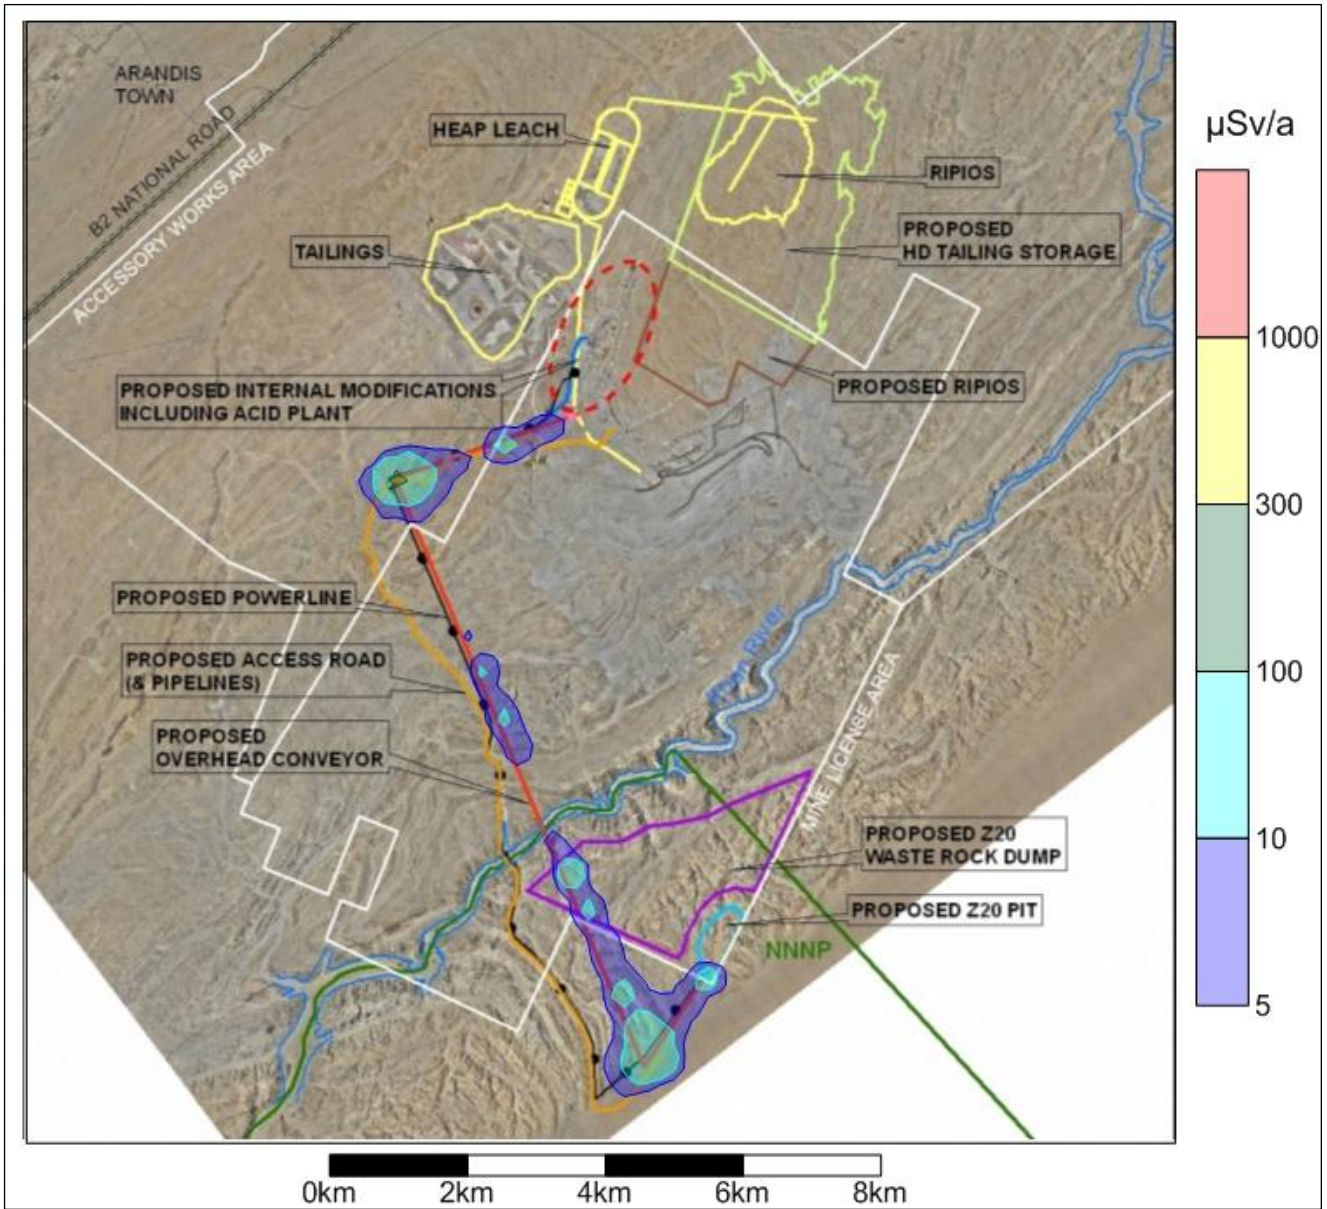 ARANDIS
TOWN
B2 NATIONAL ROAD
ACCESSORY WORKS AREA
HEAP LEACH
RIPIOS
TAILINGS
PROPOSED
HD TAILING STORAGE
PROPOSED INTERNAL MODIFICATIONS
INCLUDING ACID PLANT
PROPOSED RIPIOS
PROPOSED POWERLINE
PROPOSED ACCESS ROAD
(& PIPELINES)
PROPOSED
OVERHEAD CONVEYOR
River
MINE LICENSE AREA
PROPOSED Z20
WASTE ROCK DUMP
PROPOSED Z20 PIT
NNNP
µSv/a
1000
300
100
10
5
0km 2km 4km 6km 8km